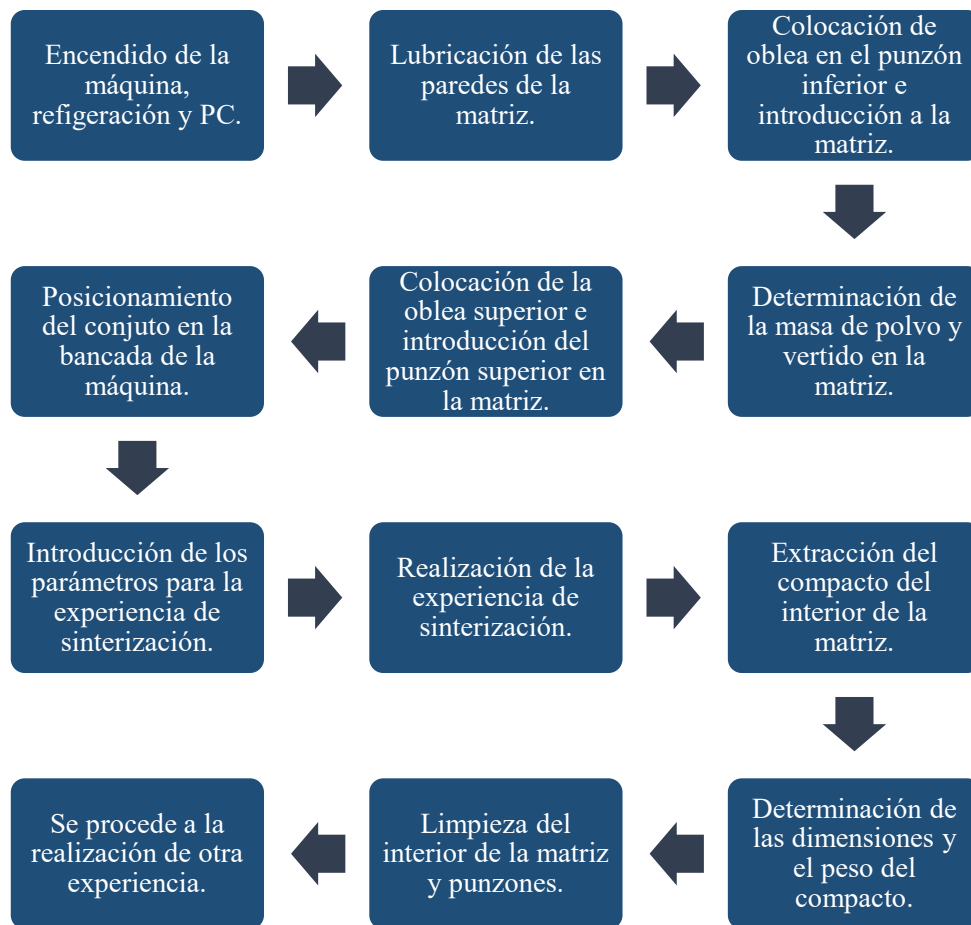 Encendido de la
máquina,
refigeración y PC.
Lubricación de las
paredes de la
matriz.
Colocación de
oblea en el punzón
inferior e
introducción a la
matriz.
Determinación de
la masa de polvo y
vertido en la
matriz.
Colocación de la
oblea superior e
introducción del
punzón superior en
la matriz.
Posicionamiento
del conjuto en la
bancada de la
máquina.
Introducción de los
parámetros para la
experiencia de
sinterización.
Realización de la
experiencia de
sinterización.
Extracción del
compacto del
interior de la
matriz.
Determinación de
las dimensiones y
el peso del
compacto.
Limpieza del
interior de la matriz
y punzones.
Se procede a la
realización de otra
experiencia.